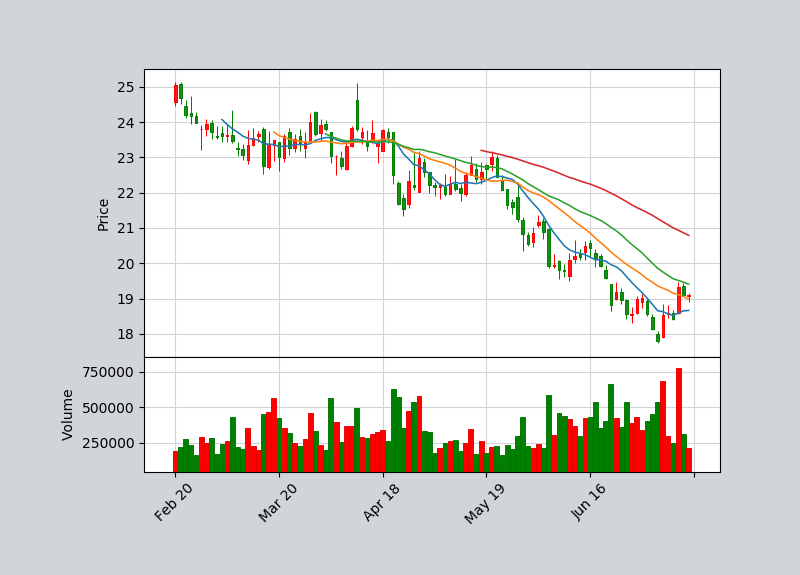 25
24
23
22
21
20
19
18
Price
750000
500000
250000
Volume
Feb 20
Mar 20
Apr 18
May 19
Jun 16